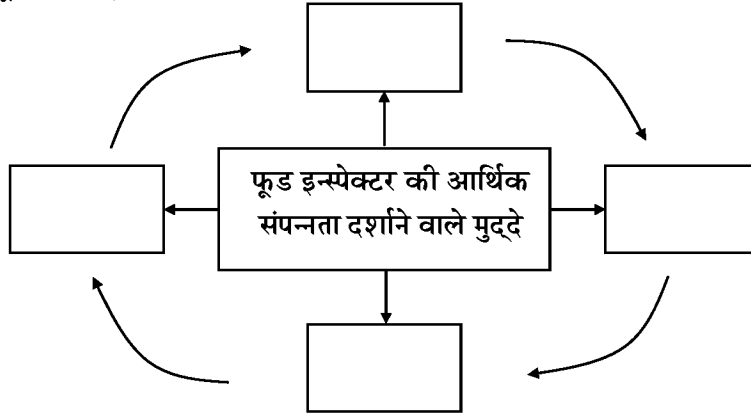 फूड इन्स्पेक्टर की आर्थिक
संपन्नता दर्शाने वाले मुद्‌दे